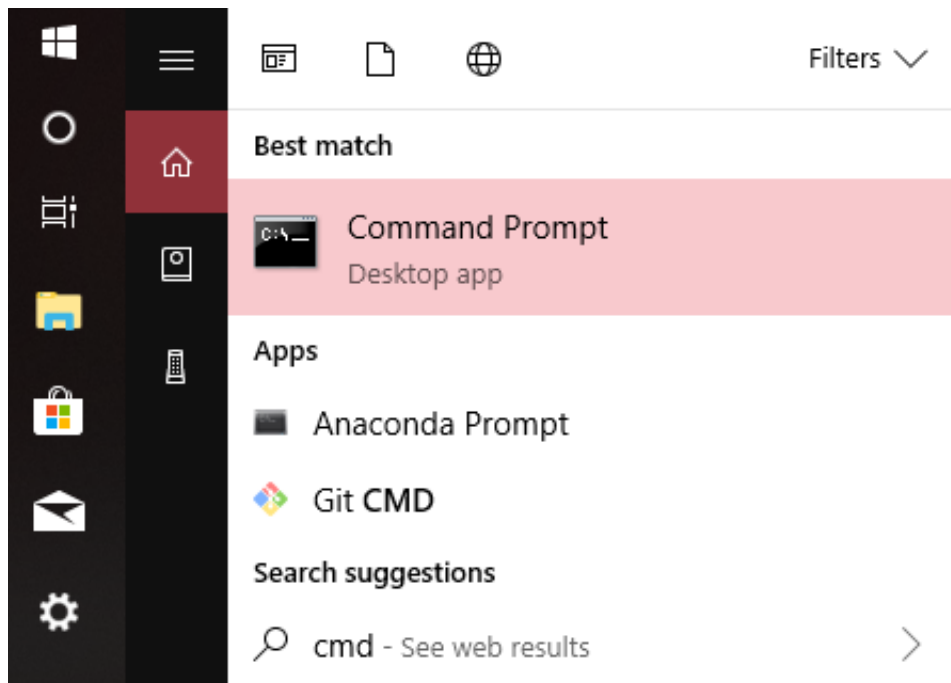 Filters
Best match
C:\_
Command Prompt
Desktop app
Apps
Anaconda Prompt
Git CMD
Search suggestions
cmd - See web results